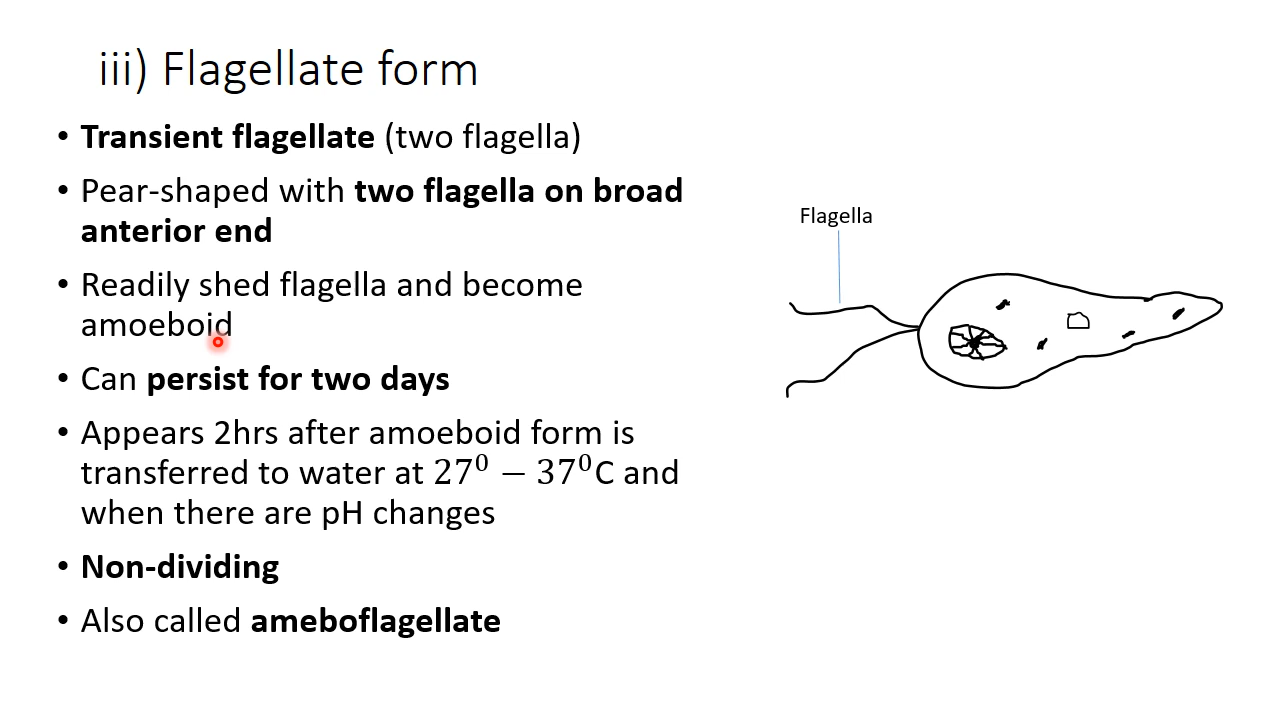 iii) Flagellate form
• Transient flagellate (two flagella)
• Pear-shaped with two flagella on broad
anterior end
• Readily shed flagella and become
amoeboid
• Can persist for two days
• Appears 2hrs after amoeboid form is
transferred to water at 27⁰ − 37⁰C and
when there are pH changes
• Non-dividing
• Also called ameboflagellate
Flagella